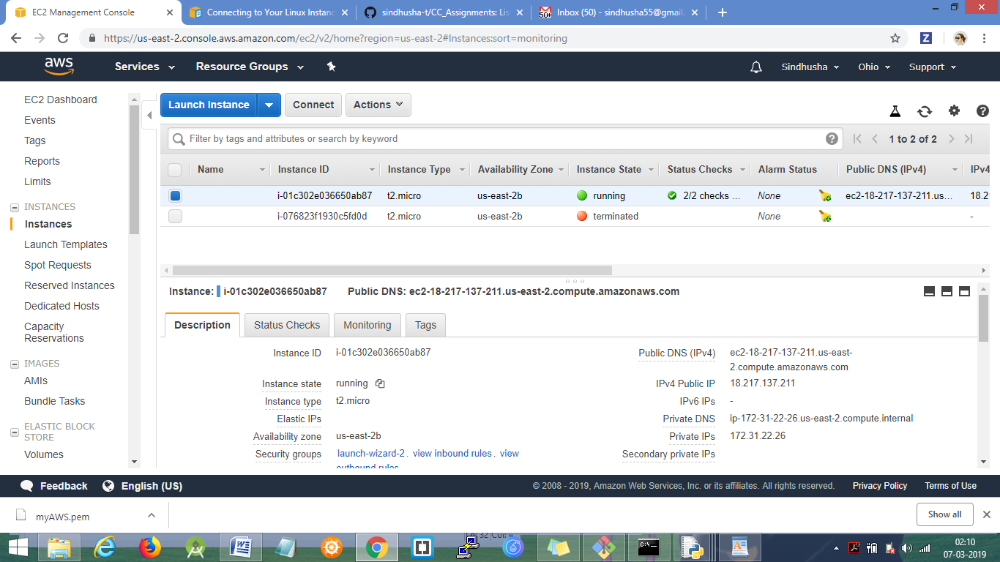 EC2 Management Console
Connecting to Your Linux Instanc
sindhusha-t/CC_Assignments: Lis
50+
Inbox (50) - sindhusha55@gmail.
https://us-east-2.console.aws.amazon.com/ec2/v2/home?region=us-east-2#Instances:sort=monitoring
Z
aws
Services
Resource Groups
Sindhusha
Ohio
Support
EC2 Dashboard
Events
Tags
Reports
Limits
INSTANCES
Instances
Launch Templates
Spot Requests
Reserved Instances
Dedicated Hosts
Capacity
Reservations
IMAGES
AMIs
Bundle Tasks
ELASTIC BLOCK
STORE
Volumes
Launch Instance
Connect
Actions
Filter by tags and attributes or search by keyword
1 to 2 of 2
Name Instance ID Instance Type Availability Zone Instance State Status Checks Alarm Status Public DNS (IPv4) IPv4
i-01c302e036650ab87 t2.micro us-east-2b running 2/2 checks ... None ec2-18-217-137-211.us... 18.2
i-076823f1930c5fd0d t2.micro us-east-2b terminated None -
Instance: i-01c302e036650ab87 Public DNS: ec2-18-217-137-211.us-east-2.compute.amazonaws.com
Description
Status Checks
Monitoring
Tags
Instance ID i-01c302e036650ab87
Instance state running
Instance type t2.micro
Elastic IPs
Availability zone us-east-2b
Security groups launch-wizard-2. view inbound rules. view
outbound rules
Public DNS (IPv4) ec2-18-217-137-211.us-east-
2.compute.amazonaws.com
IPv4 Public IP 18.217.137.211
IPv6 IPs -
Private DNS ip-172-31-22-26.us-east-2.compute.internal
Private IPs 172.31.22.26
Secondary private IPs
Feedback
English (US)
© 2008 - 2019, Amazon Web Services, Inc. or its affiliates. All rights reserved.
Privacy Policy
Terms of Use
myAWS.pem
Show all
02:10
07-03-2019